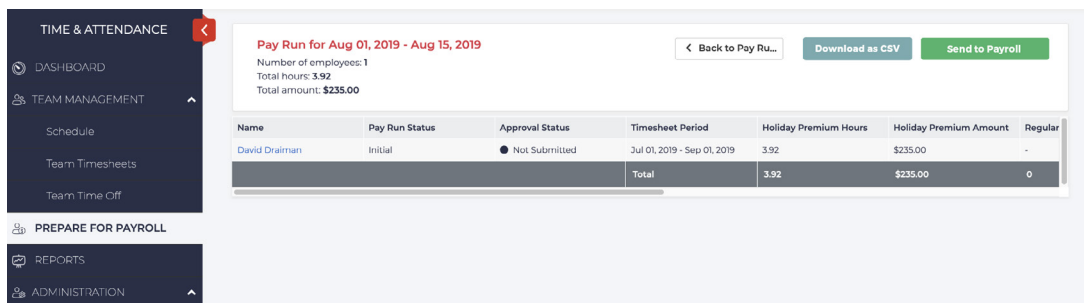 TIME & ATTENDANCE
DASHBOARD
TEAM MANAGEMENT
Schedule
Team Timesheets
Team Time Off
PREPARE FOR PAYROLL
REPORTS
ADMINISTRATION
Pay Run for Aug 01, 2019 - Aug 15, 2019
Number of employees: 1
Total hours: 3.92
Total amount: $235.00
Back to Pay Ru... Download as CSV Send to Payroll
Name Pay Run Status Approval Status Timesheet Period Holiday Premium Hours Holiday Premium Amount Regular
David Draiman Initial Not Submitted Jul 01, 2019 - Sep 01, 2019 3.92 $235.00 -
Total 3.92 $235.00 0